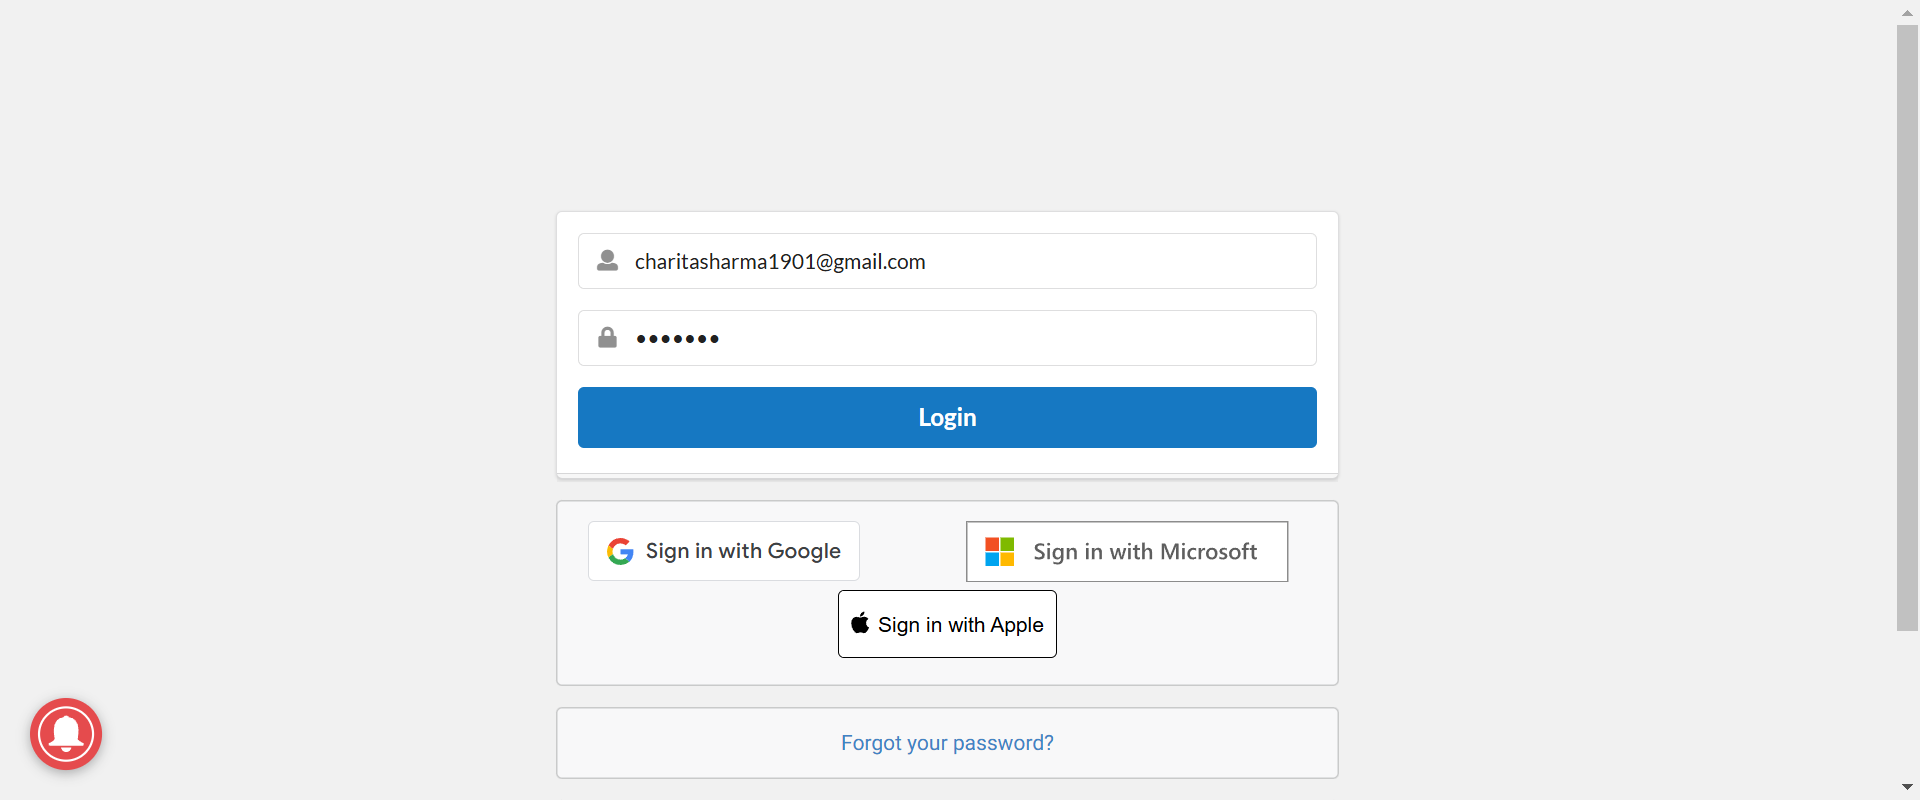 charitasharma1901@gmail.com
•••••••
Login
Sign in with Google
Sign in with Microsoft
Sign in with Apple
Forgot your password?